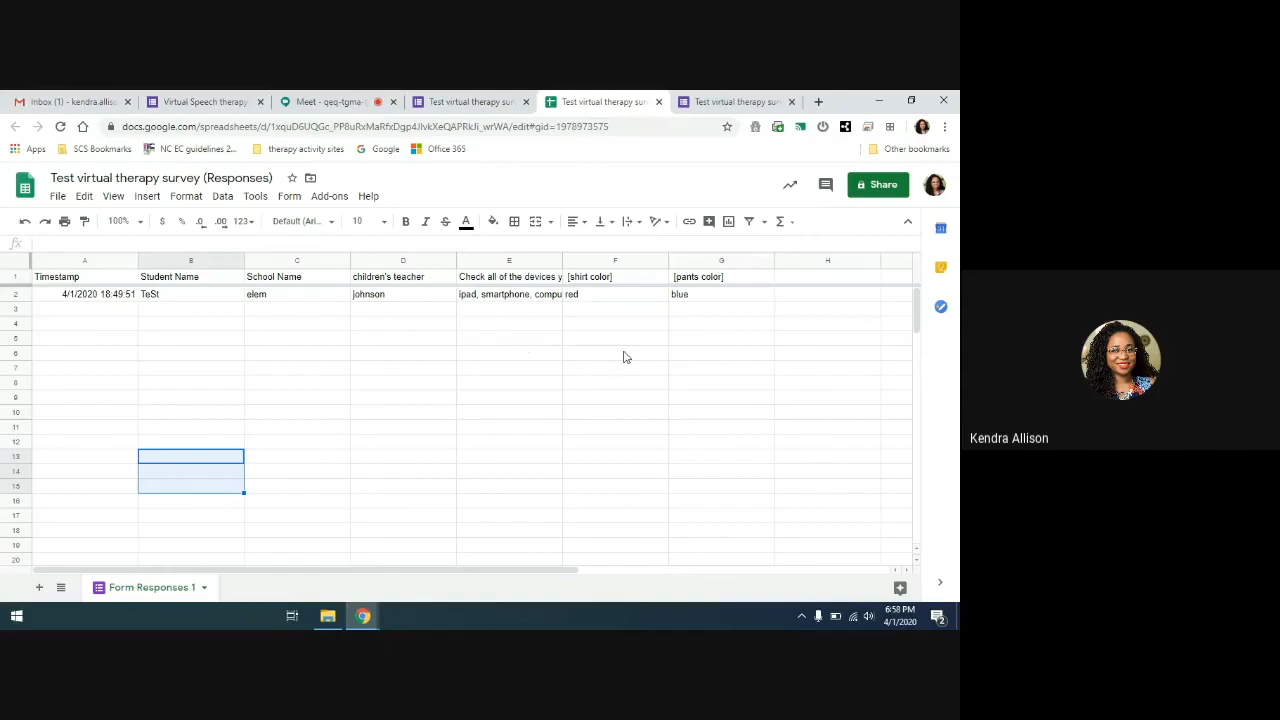 Inbox (1) - kendra.alliso
Virtual Speech therapy
Meet - qeq-tgma-
Test virtual therapy sur
Test virtual therapy sur
Test virtual therapy sur
docs.google.com/spreadsheets/d/
/edit#gid=1978973575
Apps
SCS Bookmarks
NC EC guidelines 2...
therapy activity sites
Google
Office 365
Other bookmarks
Test virtual therapy survey (Responses)
File Edit View Insert Format Data Tools Form Add-ons Help
Share
100% $ % .0 .00 123 Default (Ari... 10 B I S A
fx
A B C D E F G H
1 Timestamp Student Name School Name children's teacher Check all of the devices y [shirt color] [pants color]
2 4/1/2020 18:49:51 TeSt elem johnson ipad, smartphone, compu red blue
3
4
5
6
7
8
9
10
11
12
13
14
15
16
17
18
19
20
Form Responses 1
6:58 PM
4/1/2020
2
Kendra Allison